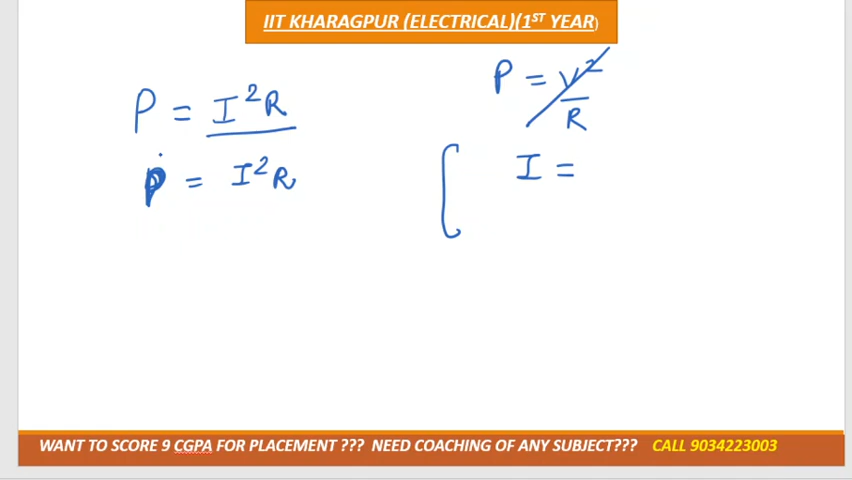 IIT KHARAGPUR (ELECTRICAL)(1ST YEAR)
P = I²R
P = V²/R
P = I²R
I =
WANT TO SCORE 9 CGPA FOR PLACEMENT ??? NEED COACHING OF ANY SUBJECT??? CALL 9034223003